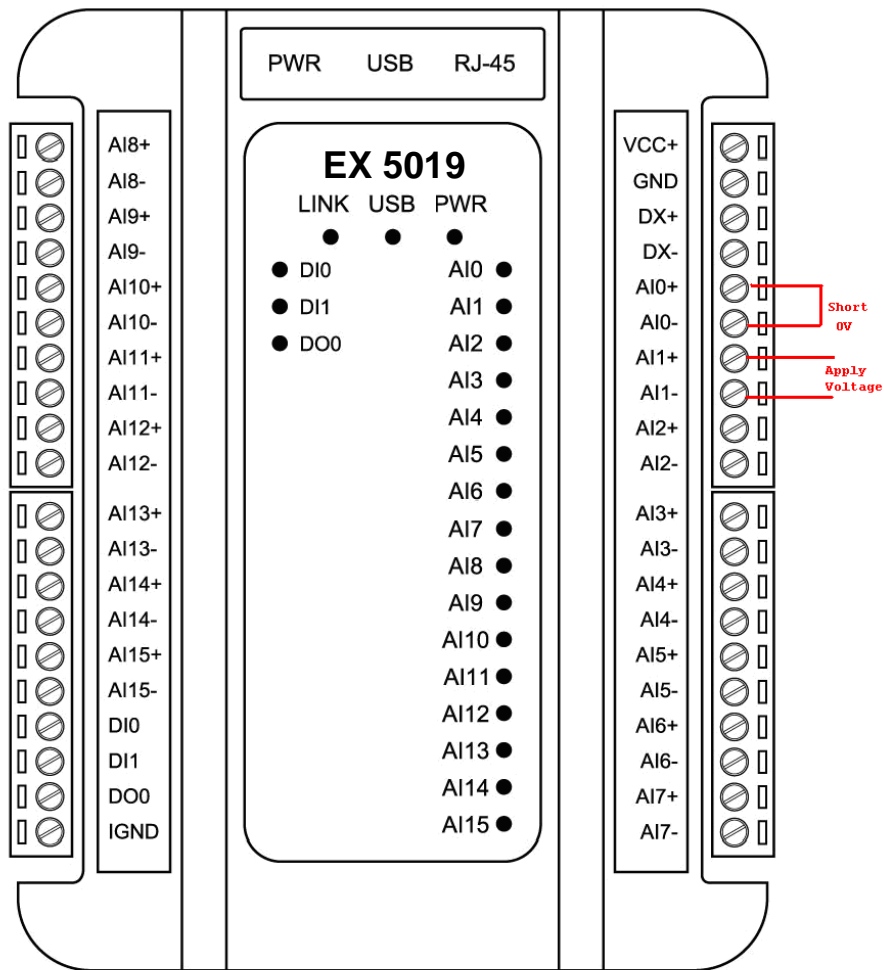 PWR USB RJ-45
EX 5019
LINK USB PWR
DI0 AI0
DI1 AI1
DO0 AI2
AI3
AI4
AI5
AI6
AI7
AI8
AI9
AI10
AI11
AI12
AI13
AI14
AI15
AI8+
AI8-
AI9+
AI9-
AI10+
AI10-
AI11+
AI11-
AI12+
AI12-
AI13+
AI13-
AI14+
AI14-
AI15+
AI15-
DI0
DI1
DO0
IGND
VCC+
GND
DX+
DX-
AI0+
AI0-
AI1+
AI1-
AI2+
AI2-
AI3+
AI3-
AI4+
AI4-
AI5+
AI5-
AI6+
AI6-
AI7+
AI7-
Short
0V
Apply
Voltage